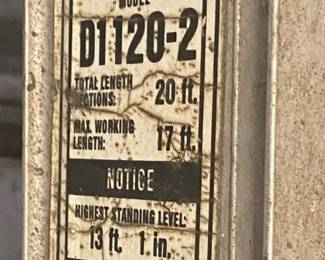 MODEL
D1120-2
TOTAL LENGTH
SECTIONS: 20 ft.
MAX. WORKING
LENGTH: 17 ft.
NOTICE
HIGHEST STANDING LEVEL:
13 ft. 1 in.